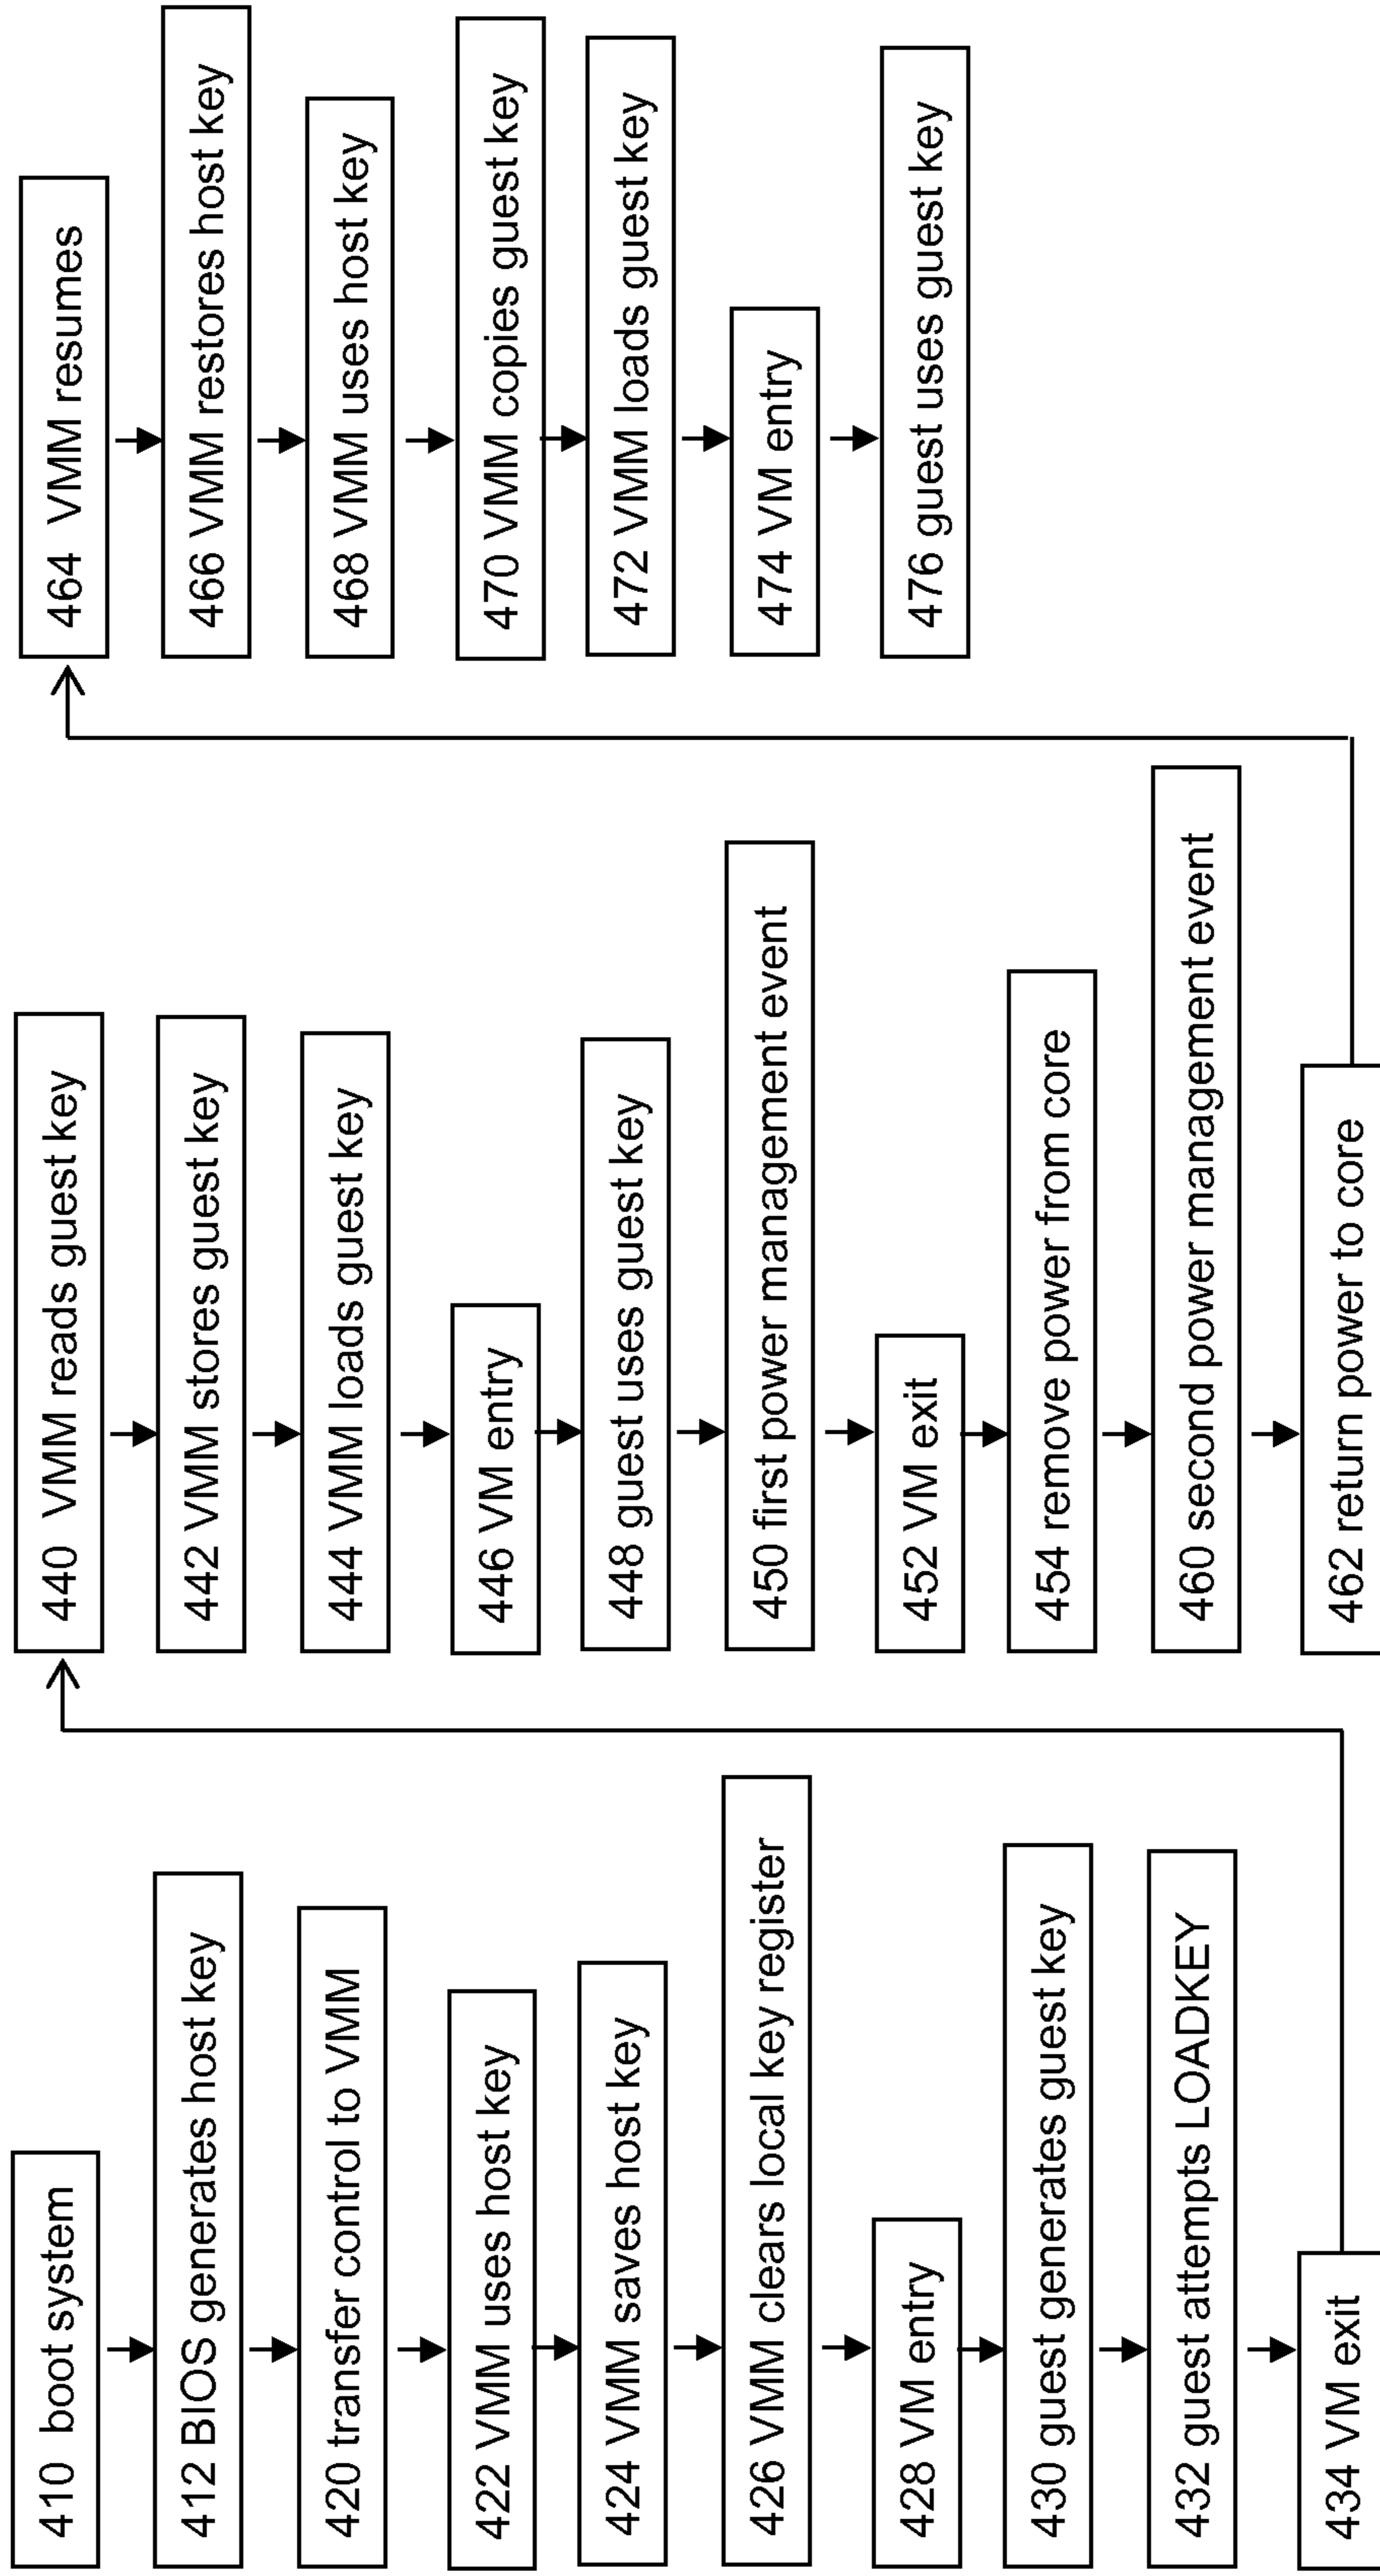 410 boot system
412 BIOS generates host key
420 transfer control to VMM
422 VMM uses host key
424 VMM saves host key
426 VMM clears local key register
428 VM entry
430 guest generates guest key
432 guest attempts LOADKEY
434 VM exit
440 VMM reads guest key
442 VMM stores guest key
444 VMM loads guest key
446 VM entry
448 guest uses guest key
450 first power management event
452 VM exit
454 remove power from core
460 second power management event
462 return power to core
464 VMM resumes
466 VMM restores host key
468 VMM uses host key
470 VMM copies guest key
472 VMM loads guest key
474 VM entry
476 guest uses guest key